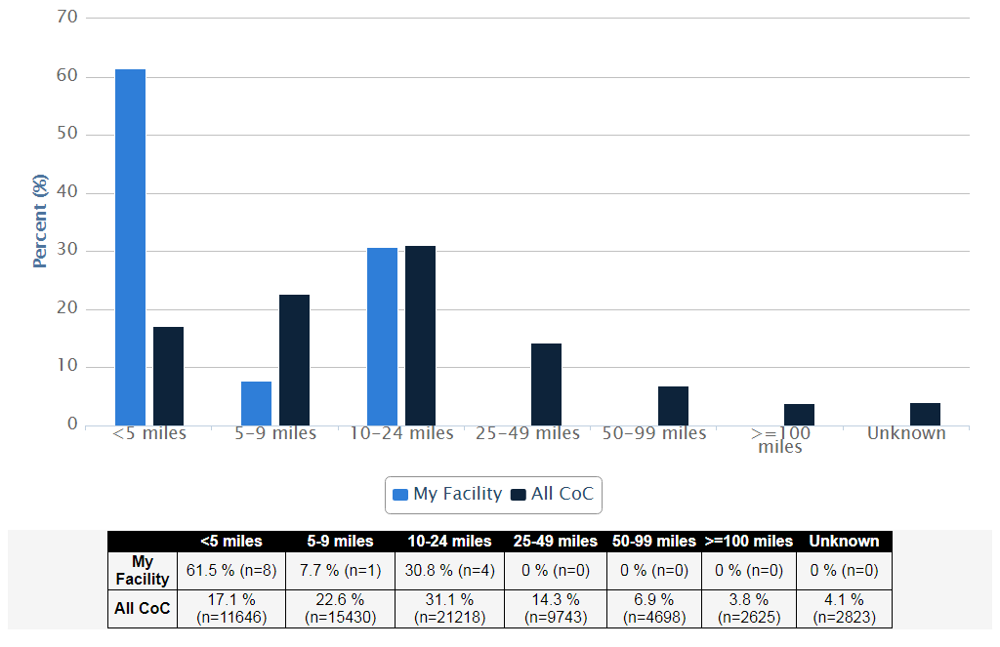 70
60
50
40
30
20
10
0
Percent (%)
<5 miles
5-9 miles
10-24 miles
25-49 miles
50-99 miles
>=100
miles
Unknown
My Facility
All CoC
<5 miles 5-9 miles 10-24 miles 25-49 miles 50-99 miles >=100 miles Unknown
My
Facility
61.5 % (n=8) 7.7 % (n=1) 30.8 % (n=4) 0 % (n=0) 0 % (n=0) 0 % (n=0) 0 % (n=0)
All CoC
17.1 %
(n=11646)
22.6 %
(n=15430)
31.1 %
(n=21218)
14.3 %
(n=9743)
6.9 %
(n=4698)
3.8 %
(n=2625)
4.1 %
(n=2823)